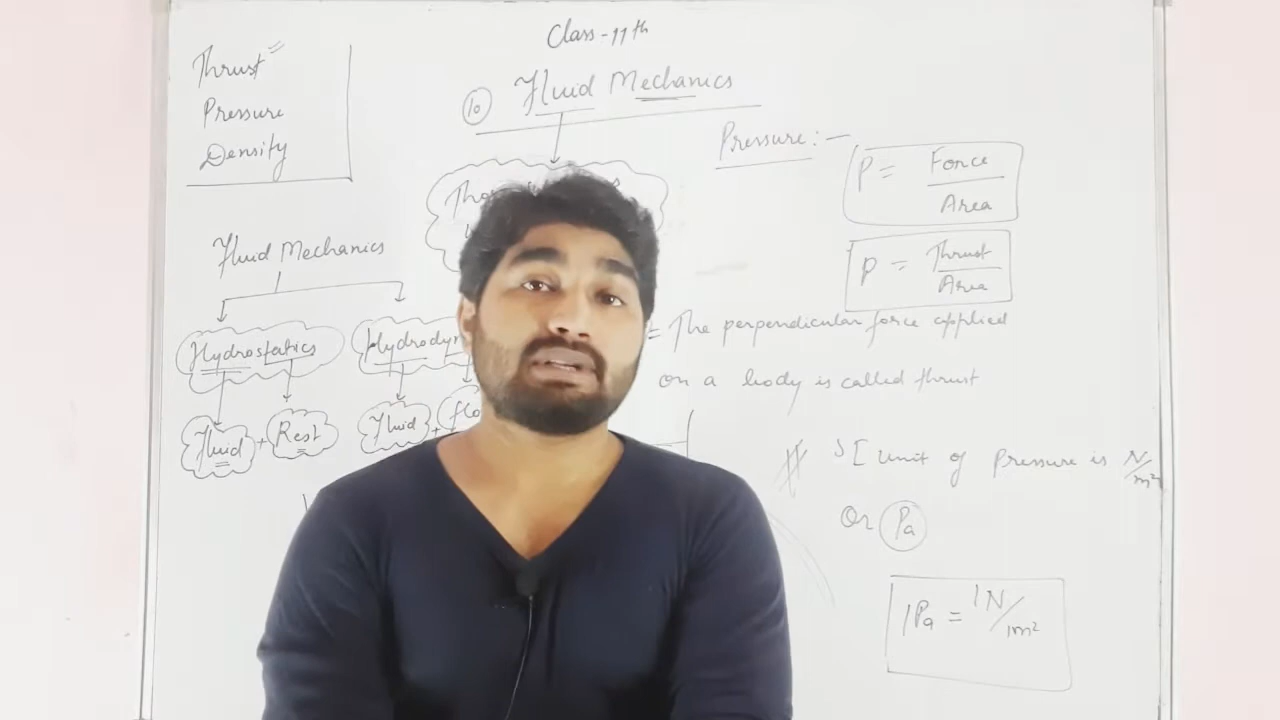 Class-11th
Thrust =
Pressure
Density
10 Fluid Mechanics
Fluid Mechanics
Hydrostatics
Fluid + Rest
Fluid +
Pressure:-
P = Force / Area
P = Thrust / Area
= The perpendicular force applied
on a body is called thrust
SI unit of Pressure is N/m²
Or Pa
1Pa = 1N/1m²